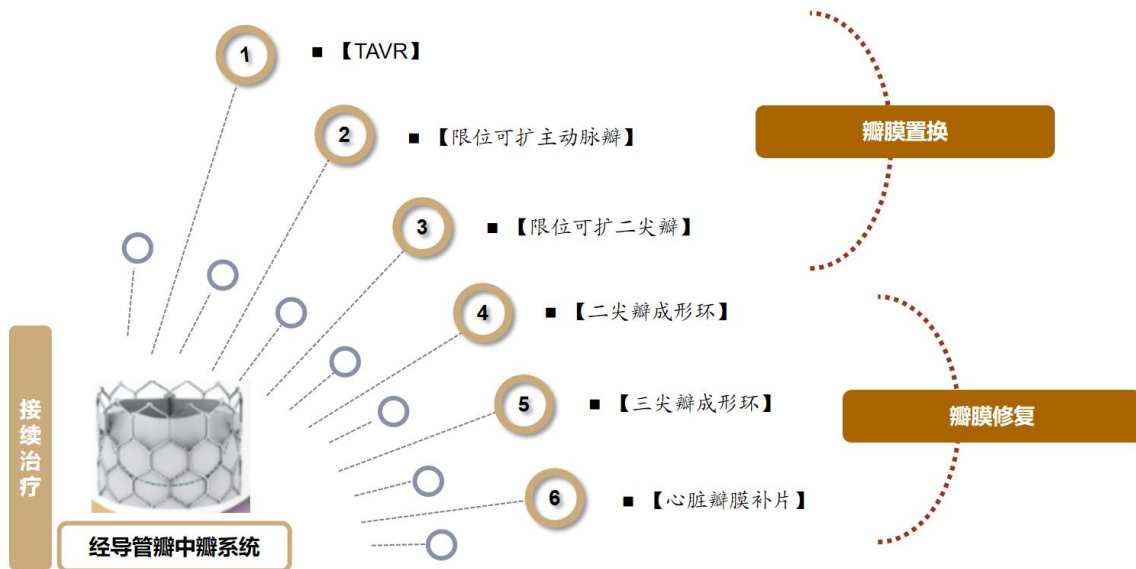 1
■ 【TAVR】
2
■ 【限位可扩主动脉瓣】
瓣膜置换
3
■ 【限位可扩二尖瓣】
4
■ 【二尖瓣成形环】
5
■ 【三尖瓣成形环】
瓣膜修复
6
■ 【心脏瓣膜补片】
接续治疗
经导管瓣中瓣系统